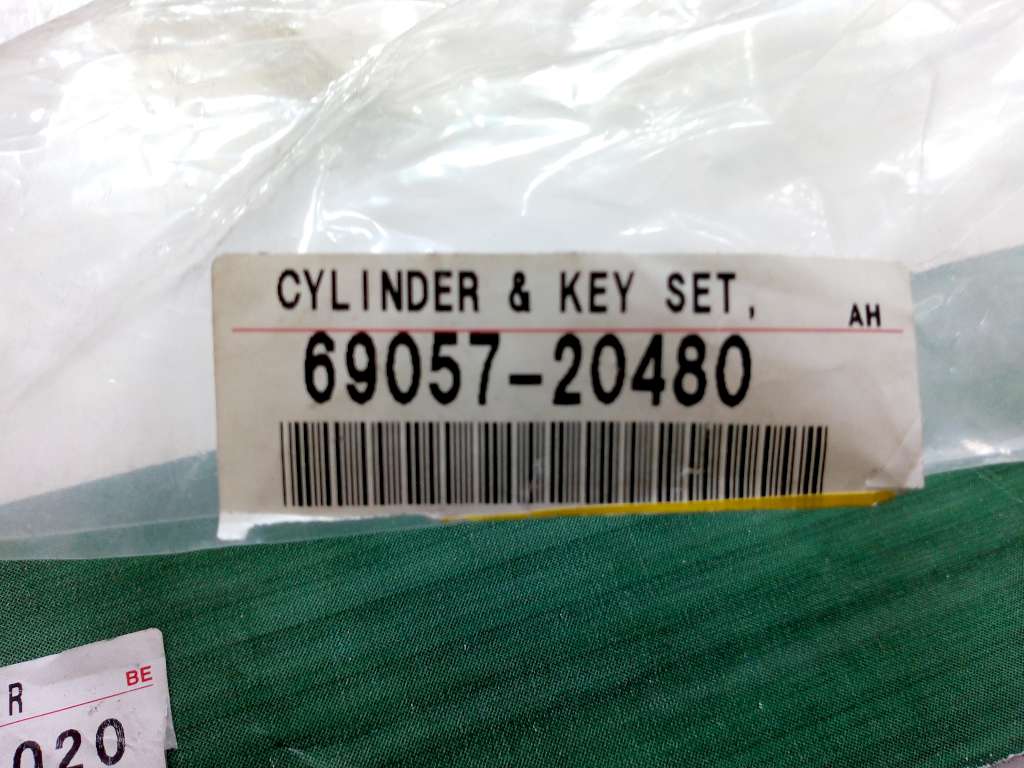 CYLINDER & KEY SET,
AH
69057-20480
R
BE
020